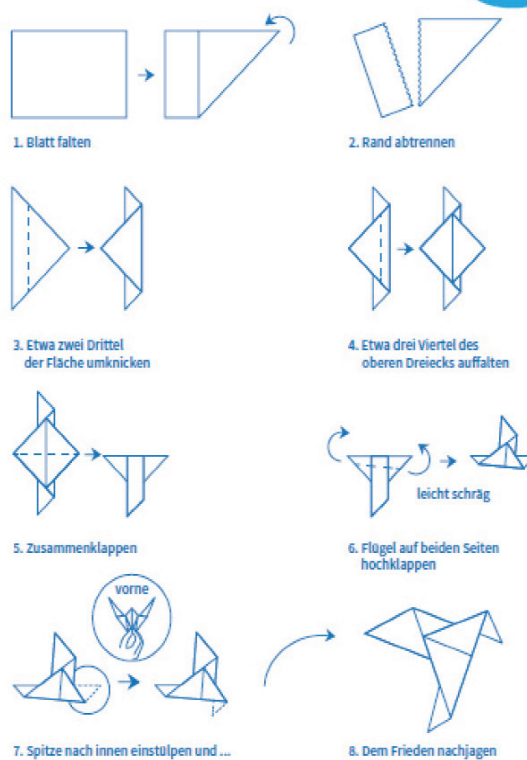 1. Blatt falten
2. Rand abtrennen
3. Etwa zwei Drittel
der Fläche umknicken
4. Etwa drei Viertel des
oberen Dreiecks auffalten
5. Zusammenklappen
leicht schräg
6. Flügel auf beiden Seiten
hochklappen
vorne
7. Spitze nach innen einstülpen und ...
8. Dem Frieden nachjagen